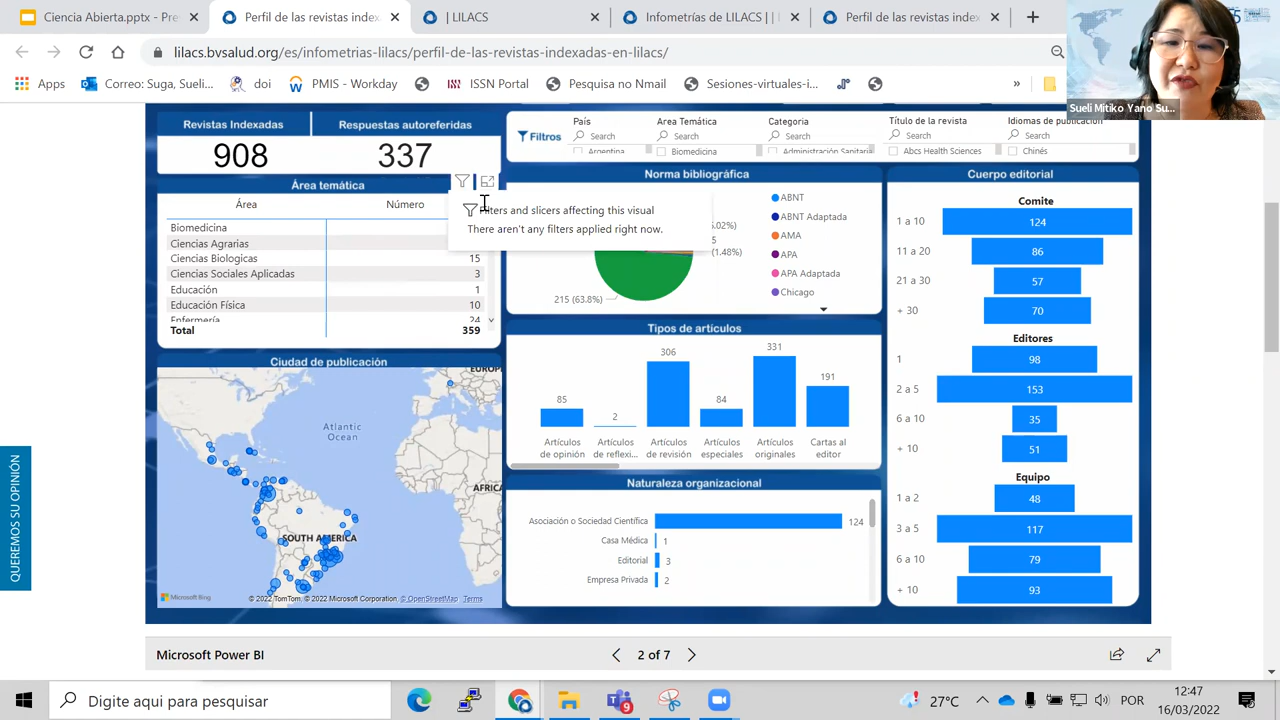 Ciencia Abierta.pptx - Pres
Perfil de las revistas index
| LILACS
Infometrías de LILACS | |
Perfil de las revistas index
lilacs.bvsalud.org/es/infometrias-lilacs/perfil-de-las-revistas-indexadas-en-lilacs/
Apps
Correo: Suga, Sueli...
doi
PMIS - Workday
ISSN Portal
Pesquisa no Nmail
Sesiones-virtuales-i...
»
Sueli Mitiko Yano Su...
Revistas Indexadas
Respuestas autoreferidas
908
337
Filtros
País
Search
Argentina
Area Temática
Search
Biomedicina
Categoria
Search
Administración Sanitaria
Título de la revista
Search
Abcs Health Sciences
Idiomas de publicación
Search
Chinés
Área temática
Área
Número
Biomedicina
Ciencias Agrarias
Ciencias Biologicas
15
Ciencias Sociales Aplicadas
3
Educación
1
Educación Física
10
Enfermería
24
Total
359
Filters and slicers affecting this visual
There aren't any filters applied right now.
Norma bibliográfica
(1.48%)
215 (63.8%)
ABNT
ABNT Adaptada
AMA
APA
APA Adaptada
Chicago
Tipos de artículos
85
2
306
84
331
191
Artículos de opinión
Artículos de reflexi...
Artículos de revisión
Artículos especiales
Artículos originales
Cartas al editor
Naturaleza organizacional
Asociación o Sociedad Científica
124
Casa Médica
1
Editorial
3
Empresa Privada
2
Cuerpo editorial
Comite
1 a 10
124
11 a 20
86
21 a 30
57
+ 30
70
Editores
1
98
2 a 5
153
6 a 10
35
+ 10
51
Equipo
1 a 2
48
3 a 5
117
6 a 10
79
+ 10
93
Ciudad de publicación
EUROP
Atlantic
Ocean
AFRICA
SOUTH AMERICA
Microsoft Bing
© 2022 TomTom, © 2022 Microsoft Corporation, © OpenStreetMap Terms
QUEREMOS SU OPINIÓN
Microsoft Power BI
2 of 7
Digite aqui para pesquisar
9
27°C
POR
12:47
16/03/2022